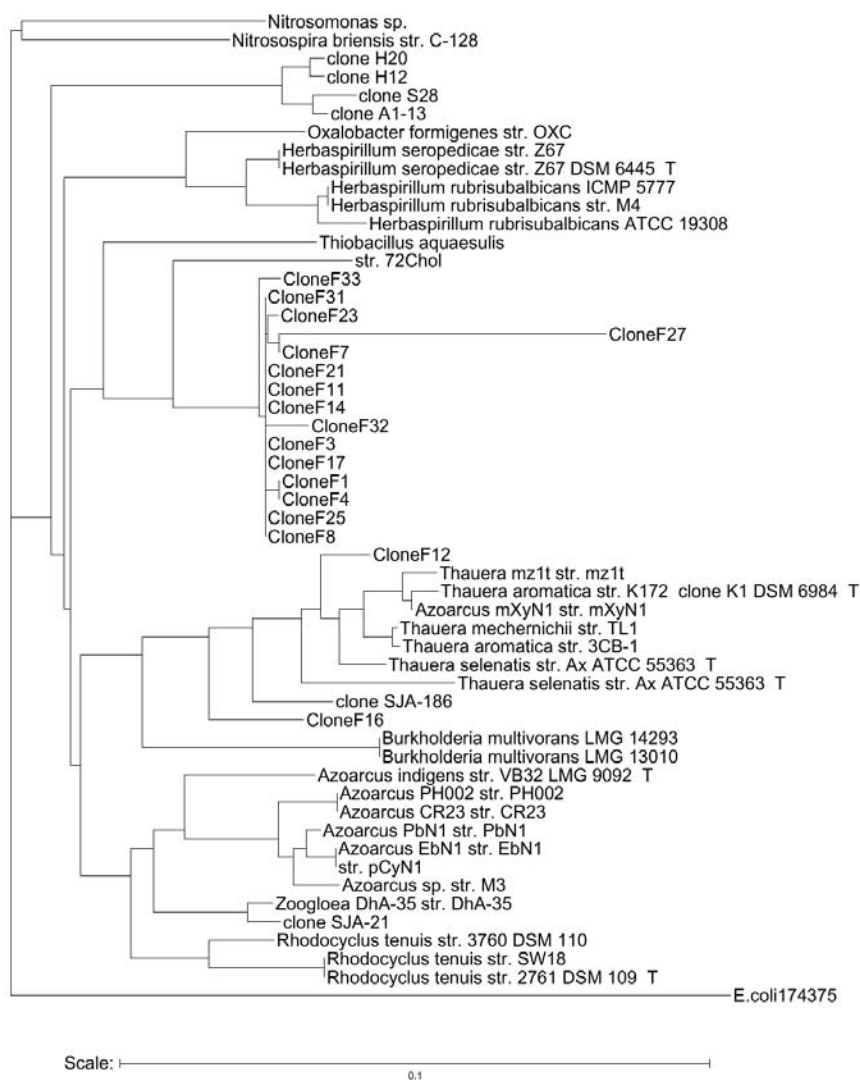 Nitrosomonas sp.
Nitrosospira briensis str. C-128
clone H20
clone H12
clone S28
clone A1-13
Oxalobacter formigenes str. OXC
Herbaspirillum seropedicae str. Z67
Herbaspirillum seropedicae str. Z67 DSM 6445 T
Herbaspirillum rubrisubalbicans ICMP 5777
Herbaspirillum rubrisubalbicans str. M4
Herbaspirillum rubrisubalbicans ATCC 19308
Thiobacillus aquaesulis
str. 72Chol
CloneF33
CloneF31
CloneF23
CloneF27
CloneF7
CloneF21
CloneF11
CloneF14
CloneF32
CloneF3
CloneF17
CloneF1
CloneF4
CloneF25
CloneF8
CloneF12
Thauera mz1t str. mz1t
Thauera aromatica str. K172 clone K1 DSM 6984 T
Azoarcus mXyN1 str. mXyN1
Thauera mechernichii str. TL1
Thauera aromatica str. 3CB-1
Thauera selenatis str. Ax ATCC 55363 T
Thauera selenatis str. Ax ATCC 55363 T
clone SJA-186
CloneF16
Burkholderia multivorans LMG 14293
Burkholderia multivorans LMG 13010
Azoarcus indigens str. VB32 LMG 9092 T
Azoarcus PH002 str. PH002
Azoarcus CR23 str. CR23
Azoarcus PbN1 str. PbN1
Azoarcus EbN1 str. EbN1
str. pCyN1
Azoarcus sp. str. M3
Zoogloea DhA-35 str. DhA-35
clone SJA-21
Rhodocyclus tenuis str. 3760 DSM 110
Rhodocyclus tenuis str. SW18
Rhodocyclus tenuis str. 2761 DSM 109 T
E.coli174375
Scale:
0.1